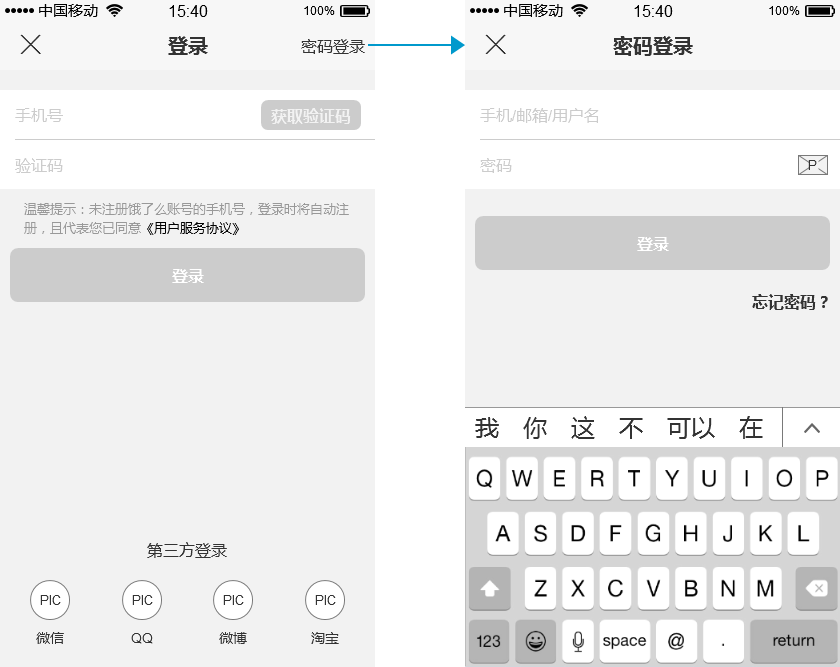 中国移动 15:40 100%
登录 密码登录
手机号 获取验证码
验证码
温馨提示：未注册饿了么账号的手机号，登录时将自动注
册，且代表您已同意《用户服务协议》
登录
第三方登录
PIC PIC PIC PIC
微信 QQ 微博 淘宝
中国移动 15:40 100%
密码登录
手机/邮箱/用户名
密码 P
登录
忘记密码？
我 你 这 不 可以 在
Q W E R T Y U I O P
A S D F G H J K L
Z X C V B N M
123 space @ . return